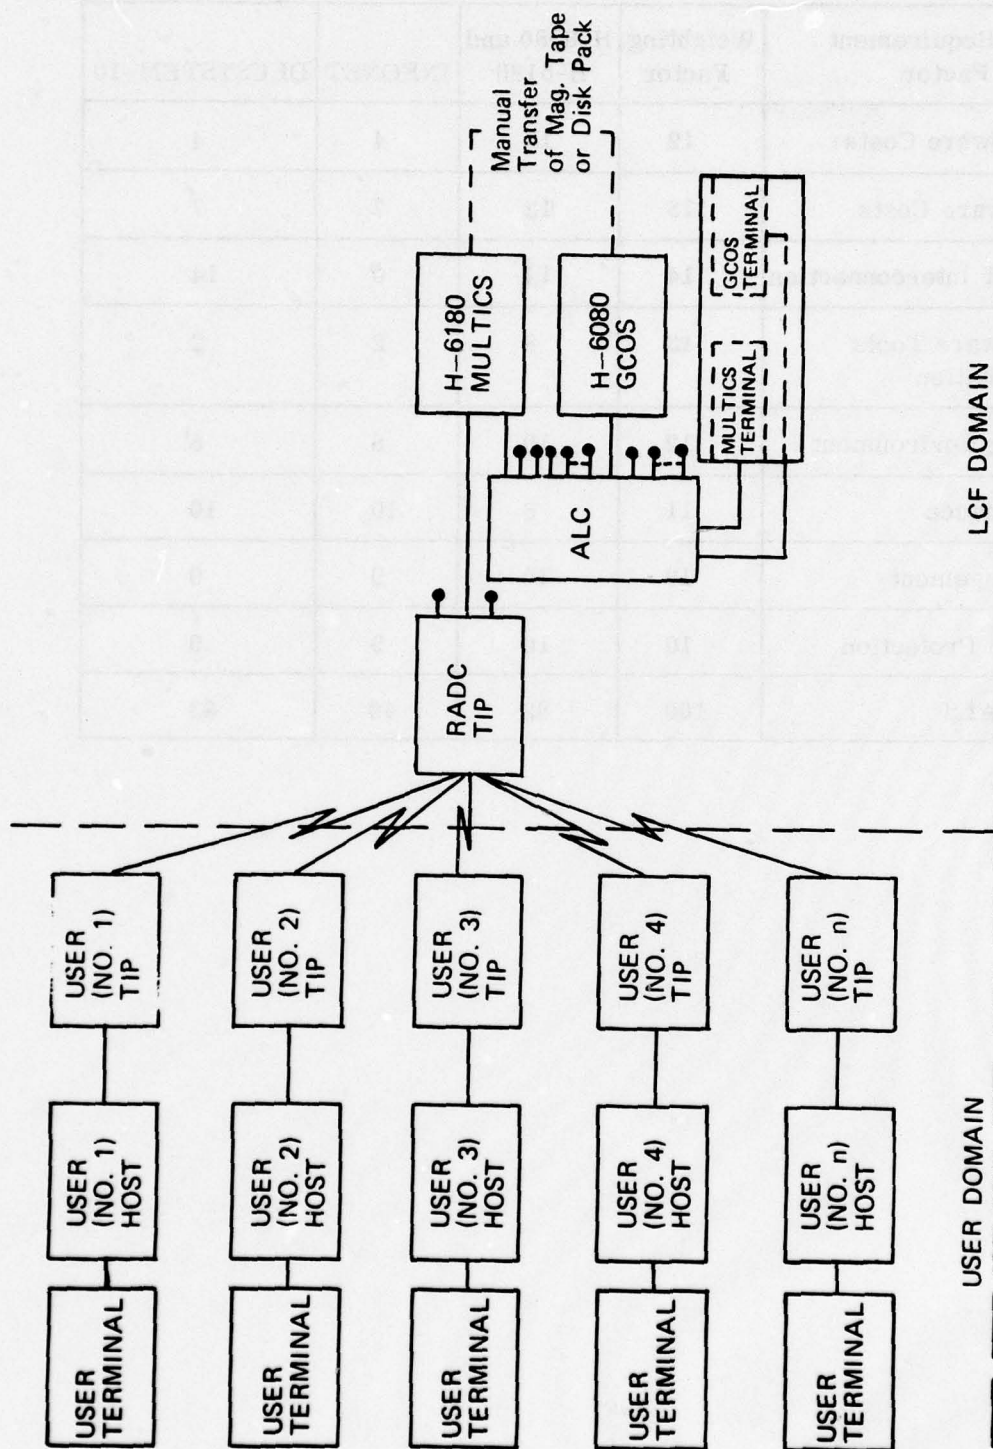 USER
TERMINAL
USER
(NO. 1)
HOST
USER
(NO. 1)
TIP
USER
TERMINAL
USER
(NO. 2)
HOST
USER
(NO. 2)
TIP
USER
TERMINAL
USER
(NO. 3)
HOST
USER
(NO. 3)
TIP
USER
TERMINAL
USER
(NO. 4)
HOST
USER
(NO. 4)
TIP
USER
TERMINAL
USER
(NO. n)
HOST
USER
(NO. n)
TIP
USER DOMAIN
RADC
TIP
ALC
H-6180
MULTICS
H-6080
GCOS
Manual
Transfer
of Mag. Tape
or Disk Pack
MULTICS
TERMINAL
GCOS
TERMINAL
LCF DOMAIN